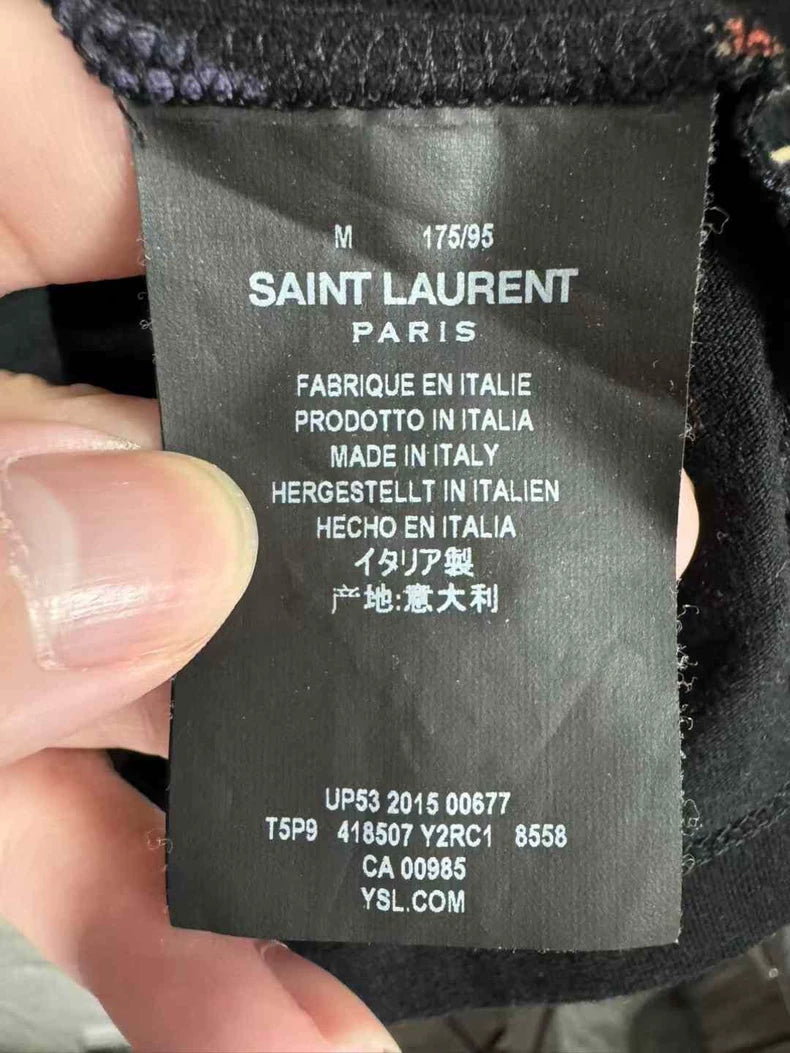 M 175/95
SAINT LAURENT
PARIS
FABRIQUE EN ITALIE
PRODOTTO IN ITALIA
MADE IN ITALY
HERGESTELLT IN ITALIEN
HECHO EN ITALIA
イタリア製
产地:意大利
UP53 2015 00677
T5P9 418507 Y2RC1 8558
CA 00985
YSL.COM